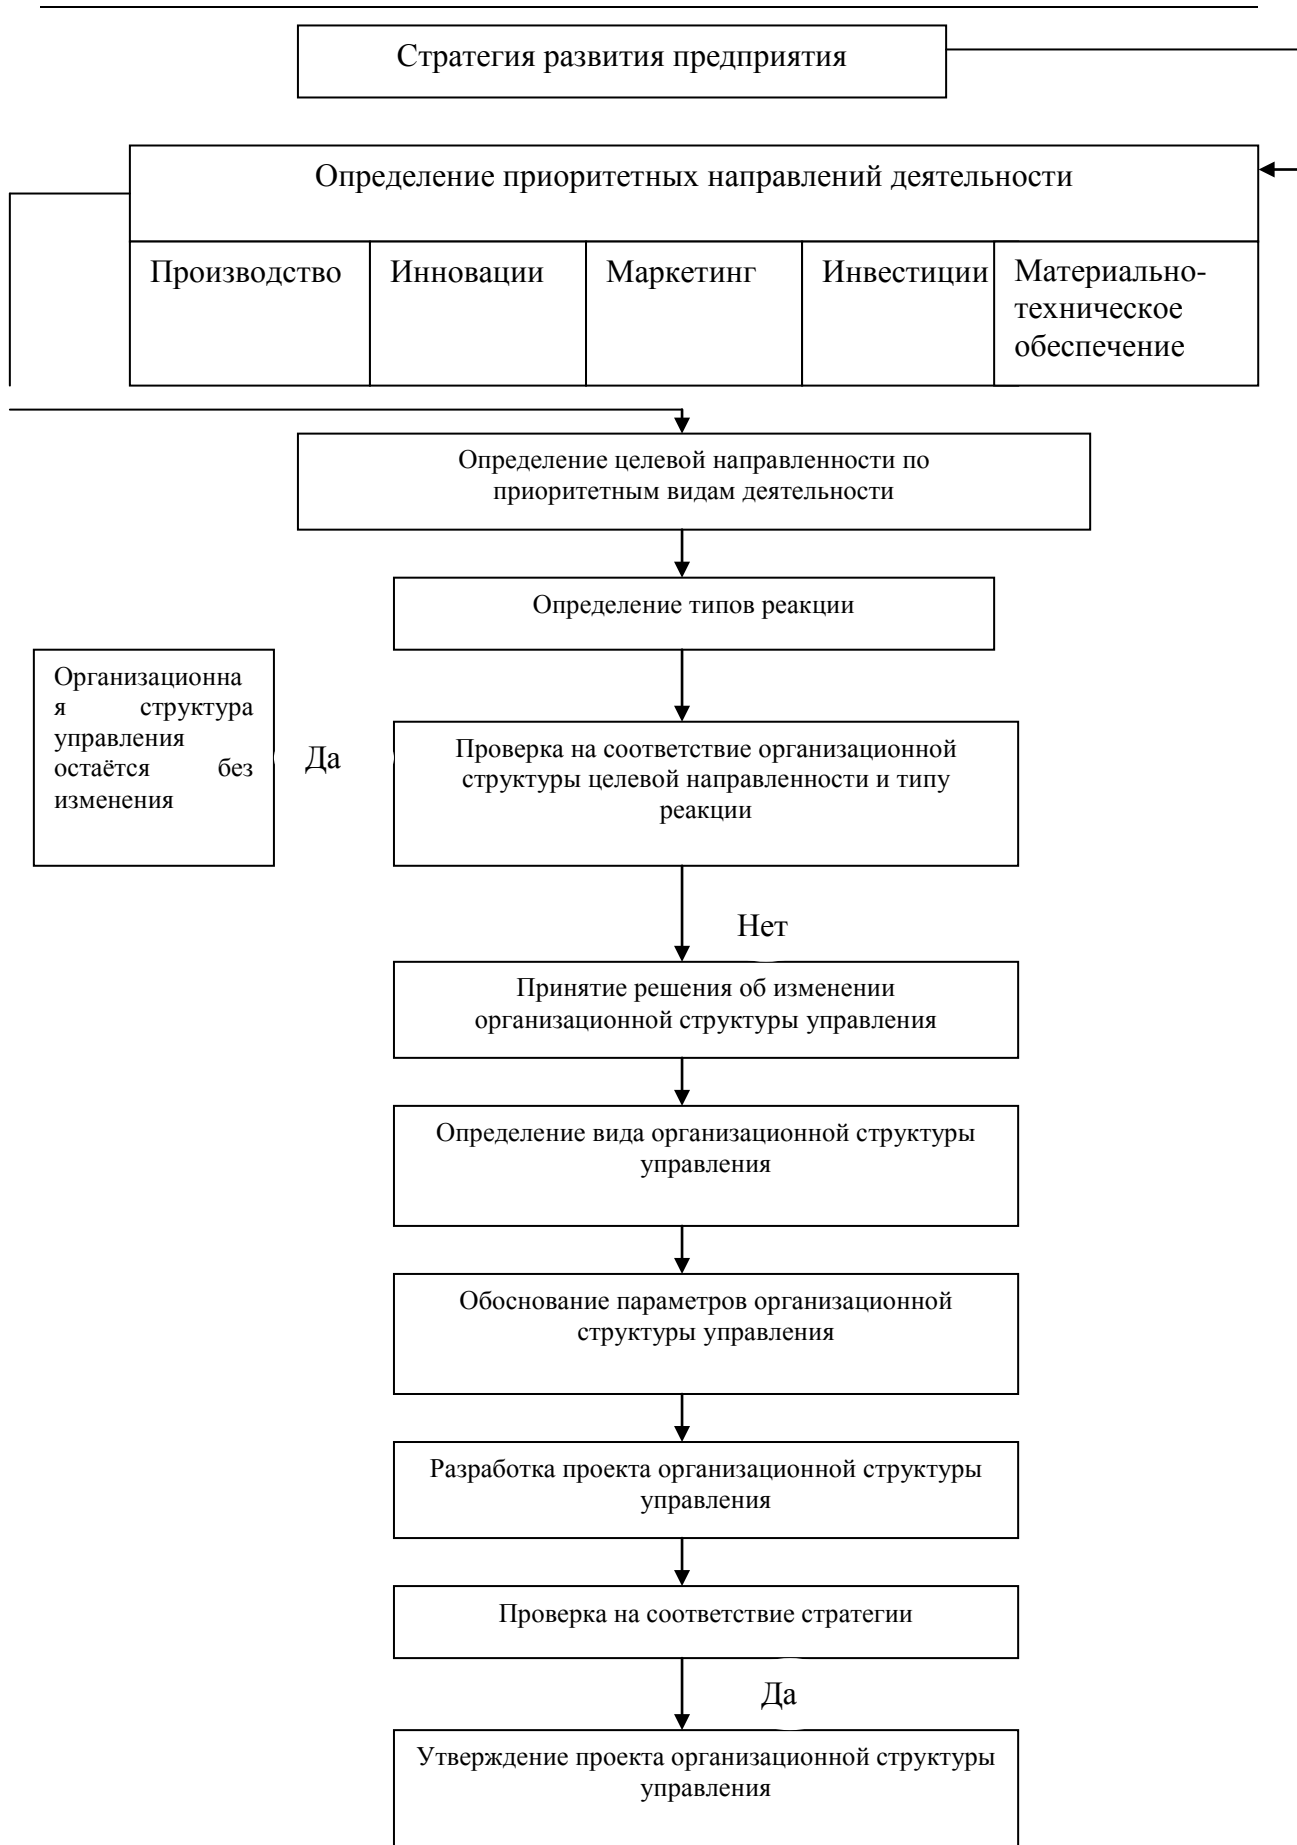 Стратегия развития предприятия
Определение приоритетных направлений деятельности
Производство
Инновации
Маркетинг
Инвестиции
Материально-
техническое
обеспечение
Определение целевой направленности по
приоритетным видам деятельности
Определение типов реакции
Организационна
я структура
управления
остаётся без
изменения
Да
Проверка на соответствие организационной
структуры целевой направленности и типу
реакции
Нет
Принятие решения об изменении
организационной структуры управления
Определение вида организационной структуры
управления
Обоснование параметров организационной
структуры управления
Разработка проекта организационной структуры
управления
Проверка на соответствие стратегии
Да
Утверждение проекта организационной структуры
управления